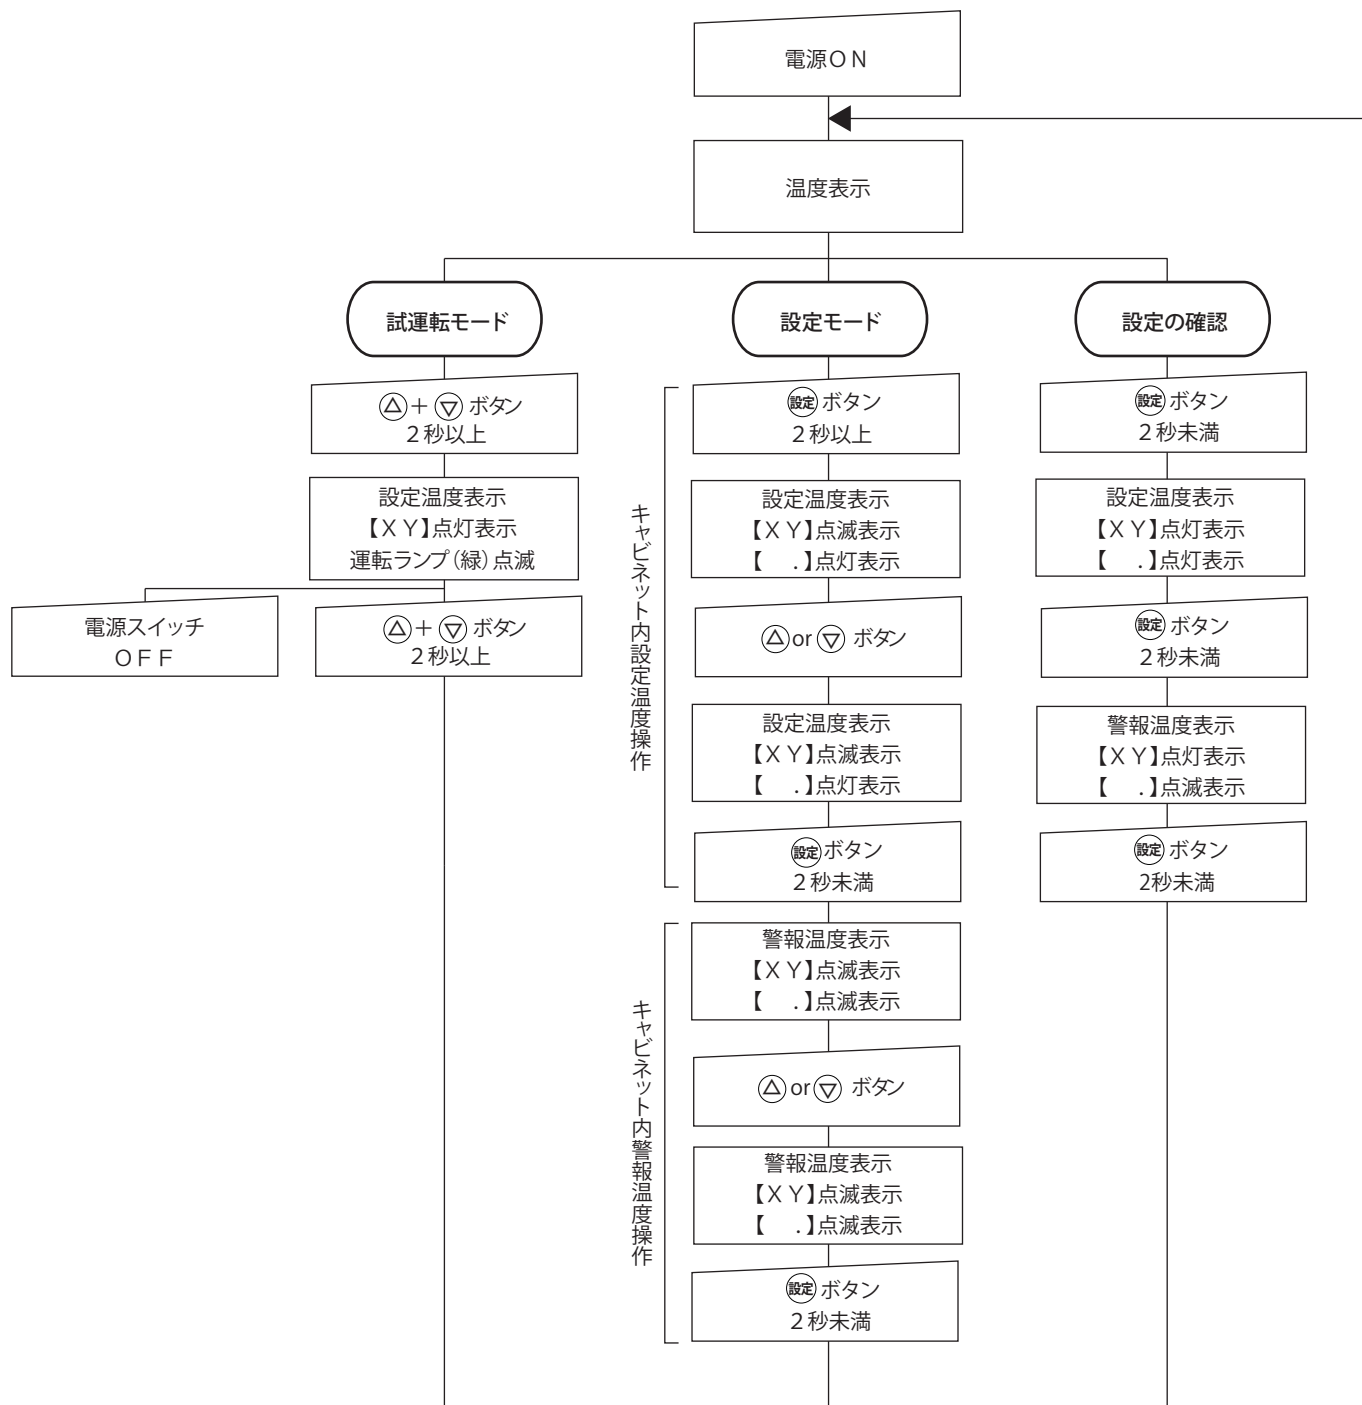 電源ＯＮ
温度表示
試運転モード
△＋▽ ボタン
２秒以上
設定温度表示
【ＸＹ】点灯表示
運転ランプ（緑）点滅
電源スイッチ
ＯＦＦ
△＋▽ ボタン
２秒以上
設定モード
キャビネット内設定温度操作
設定 ボタン
２秒以上
設定温度表示
【ＸＹ】点滅表示
【　．】点灯表示
△or▽ ボタン
設定温度表示
【ＸＹ】点滅表示
【　．】点灯表示
設定 ボタン
２秒未満
キャビネット内警報温度操作
警報温度表示
【ＸＹ】点滅表示
【　．】点滅表示
△or▽ ボタン
警報温度表示
【ＸＹ】点滅表示
【　．】点滅表示
設定 ボタン
２秒未満
設定の確認
設定 ボタン
２秒未満
設定温度表示
【ＸＹ】点灯表示
【　．】点灯表示
設定 ボタン
２秒未満
警報温度表示
【ＸＹ】点灯表示
【　．】点滅表示
設定 ボタン
2秒未満